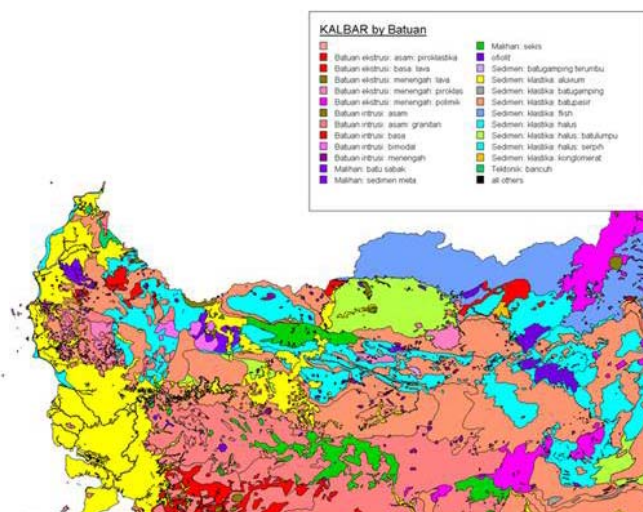 KALBAR by Batuan
Batuan ekstrusi: asam: piroklastika
Batuan ekstrusi: basa: lava
Batuan ekstrusi: menengah: lava
Batuan ekstrusi: menengah: piroklas
Batuan ekstrusi: menengah: polimik
Batuan intrusi: asam
Batuan intrusi: asam: granitan
Batuan intrusi: basa
Batuan intrusi: bimodal
Batuan intrusi: menengah
Malihan: batu sabak
Malihan: sedimen meta
Malihan: sekis
ofiolit
Sedimen: batugamping terumbu
Sedimen: klastika: aluvium
Sedimen: klastika: batugamping
Sedimen: klastika: batupasir
Sedimen: klastika: flish
Sedimen: klastika: halus
Sedimen: klastika: halus: batulumpu
Sedimen: klastika: halus: serpih
Sedimen: klastika: konglomerat
Tektonik: bancuh
all others